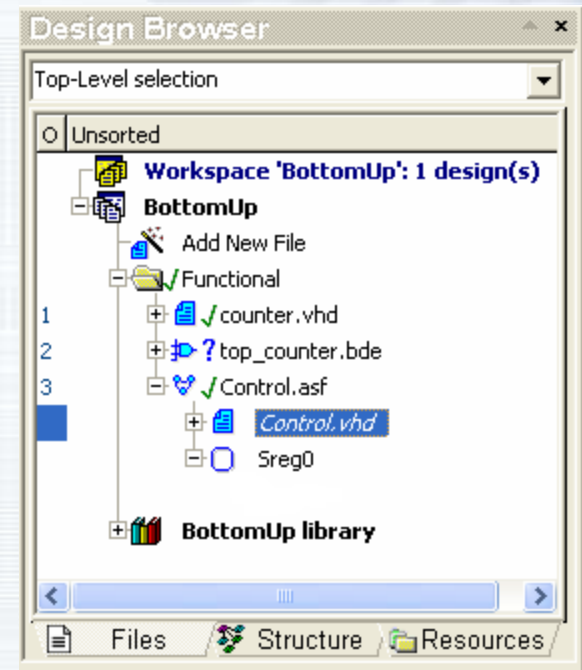 Design Browser
Top-Level selection
O Unsorted
Workspace 'BottomUp': 1 design(s)
BottomUp
Add New File
Functional
1 counter.vhd
2 ? top_counter.bde
3 Control.asf
Control.vhd
Sreg0
BottomUp library
Files Structure Resources